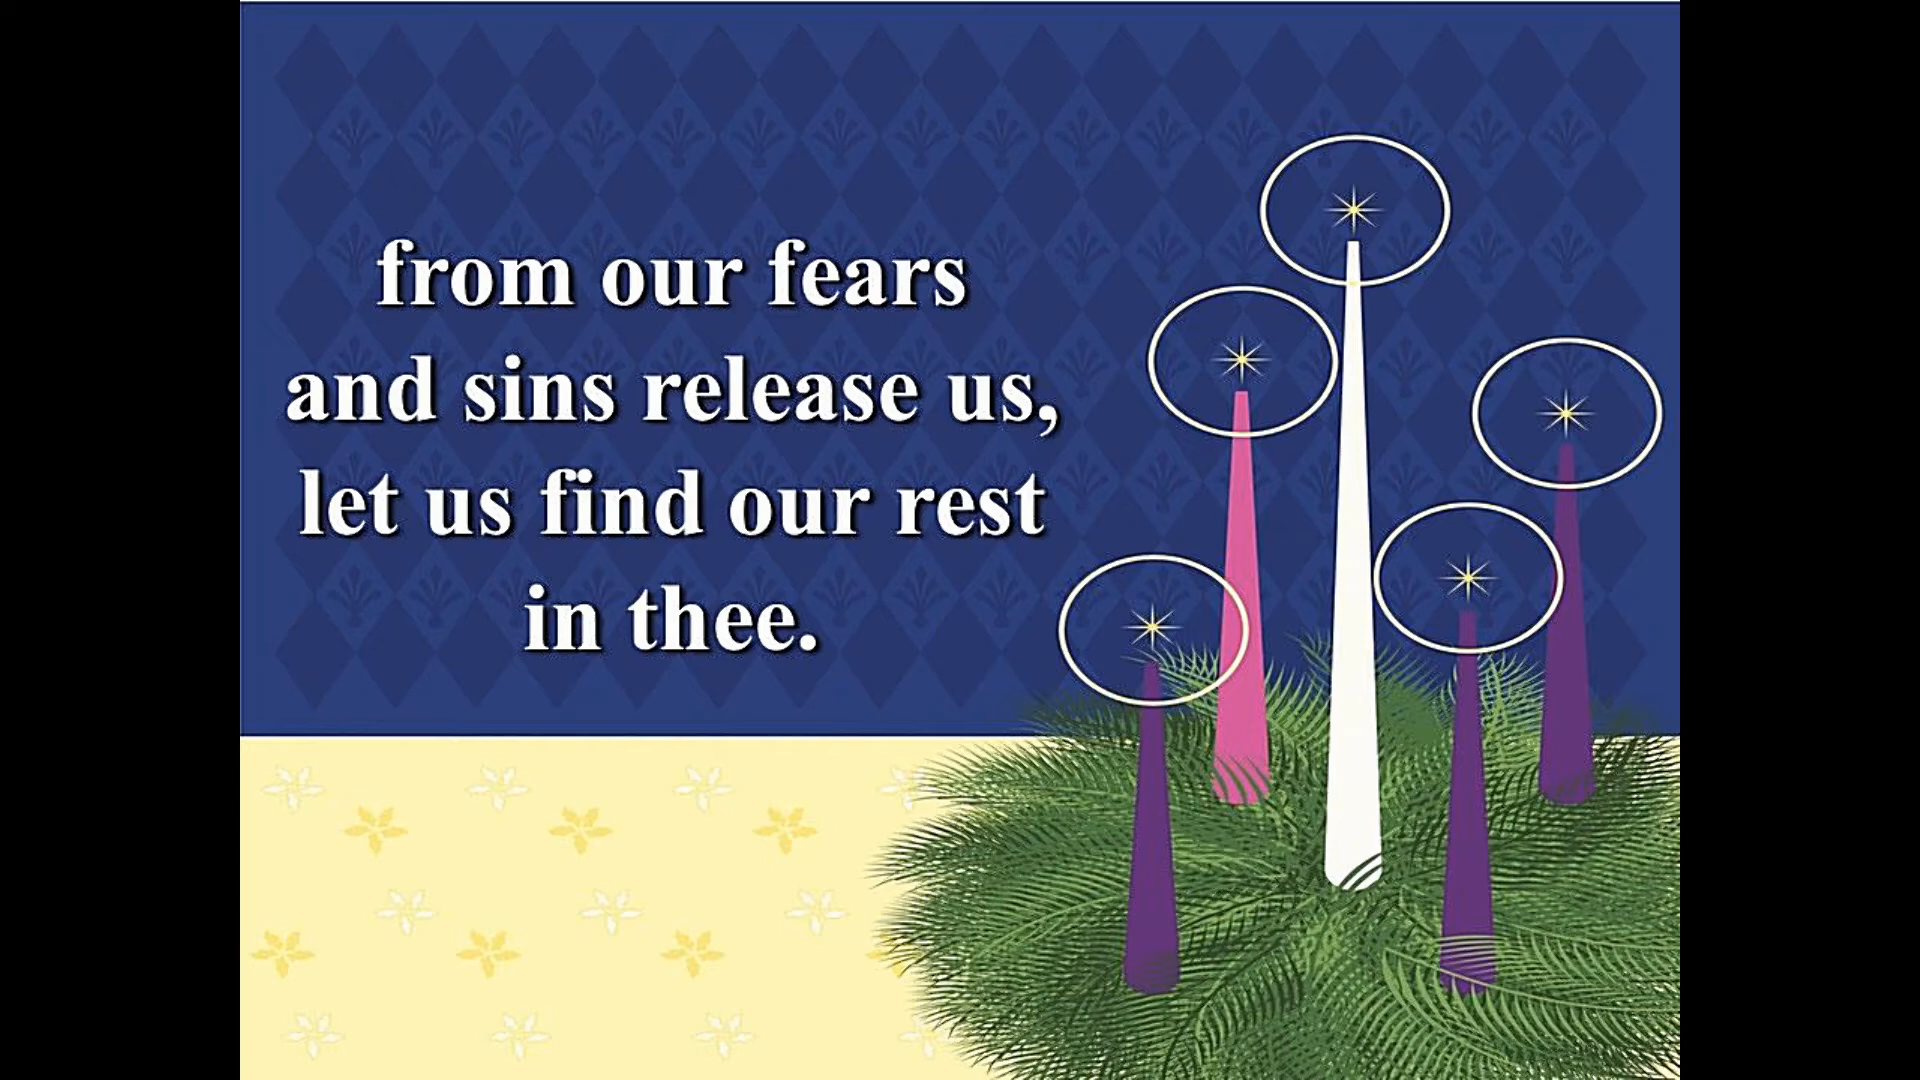 from our fears
and sins release us,
let us find our rest
in thee.